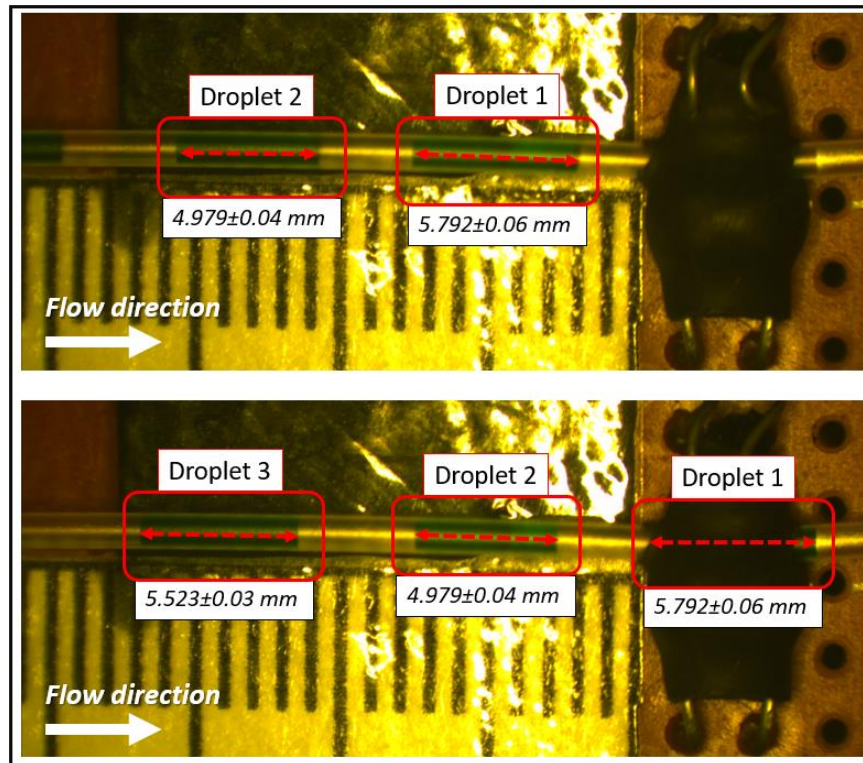 Droplet 2
Droplet 1
4.979±0.04 mm
5.792±0.06 mm
Flow direction
Droplet 3
Droplet 2
Droplet 1
5.523±0.03 mm
4.979±0.04 mm
5.792±0.06 mm
Flow direction